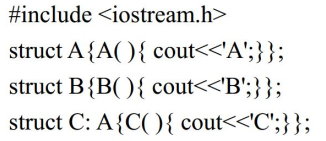 #include <iostream.h>
struct A{A( ){ cout<<'A';}};
struct B{B( ){ cout<<'B';}};
struct C: A{C( ){ cout<<'C';}};